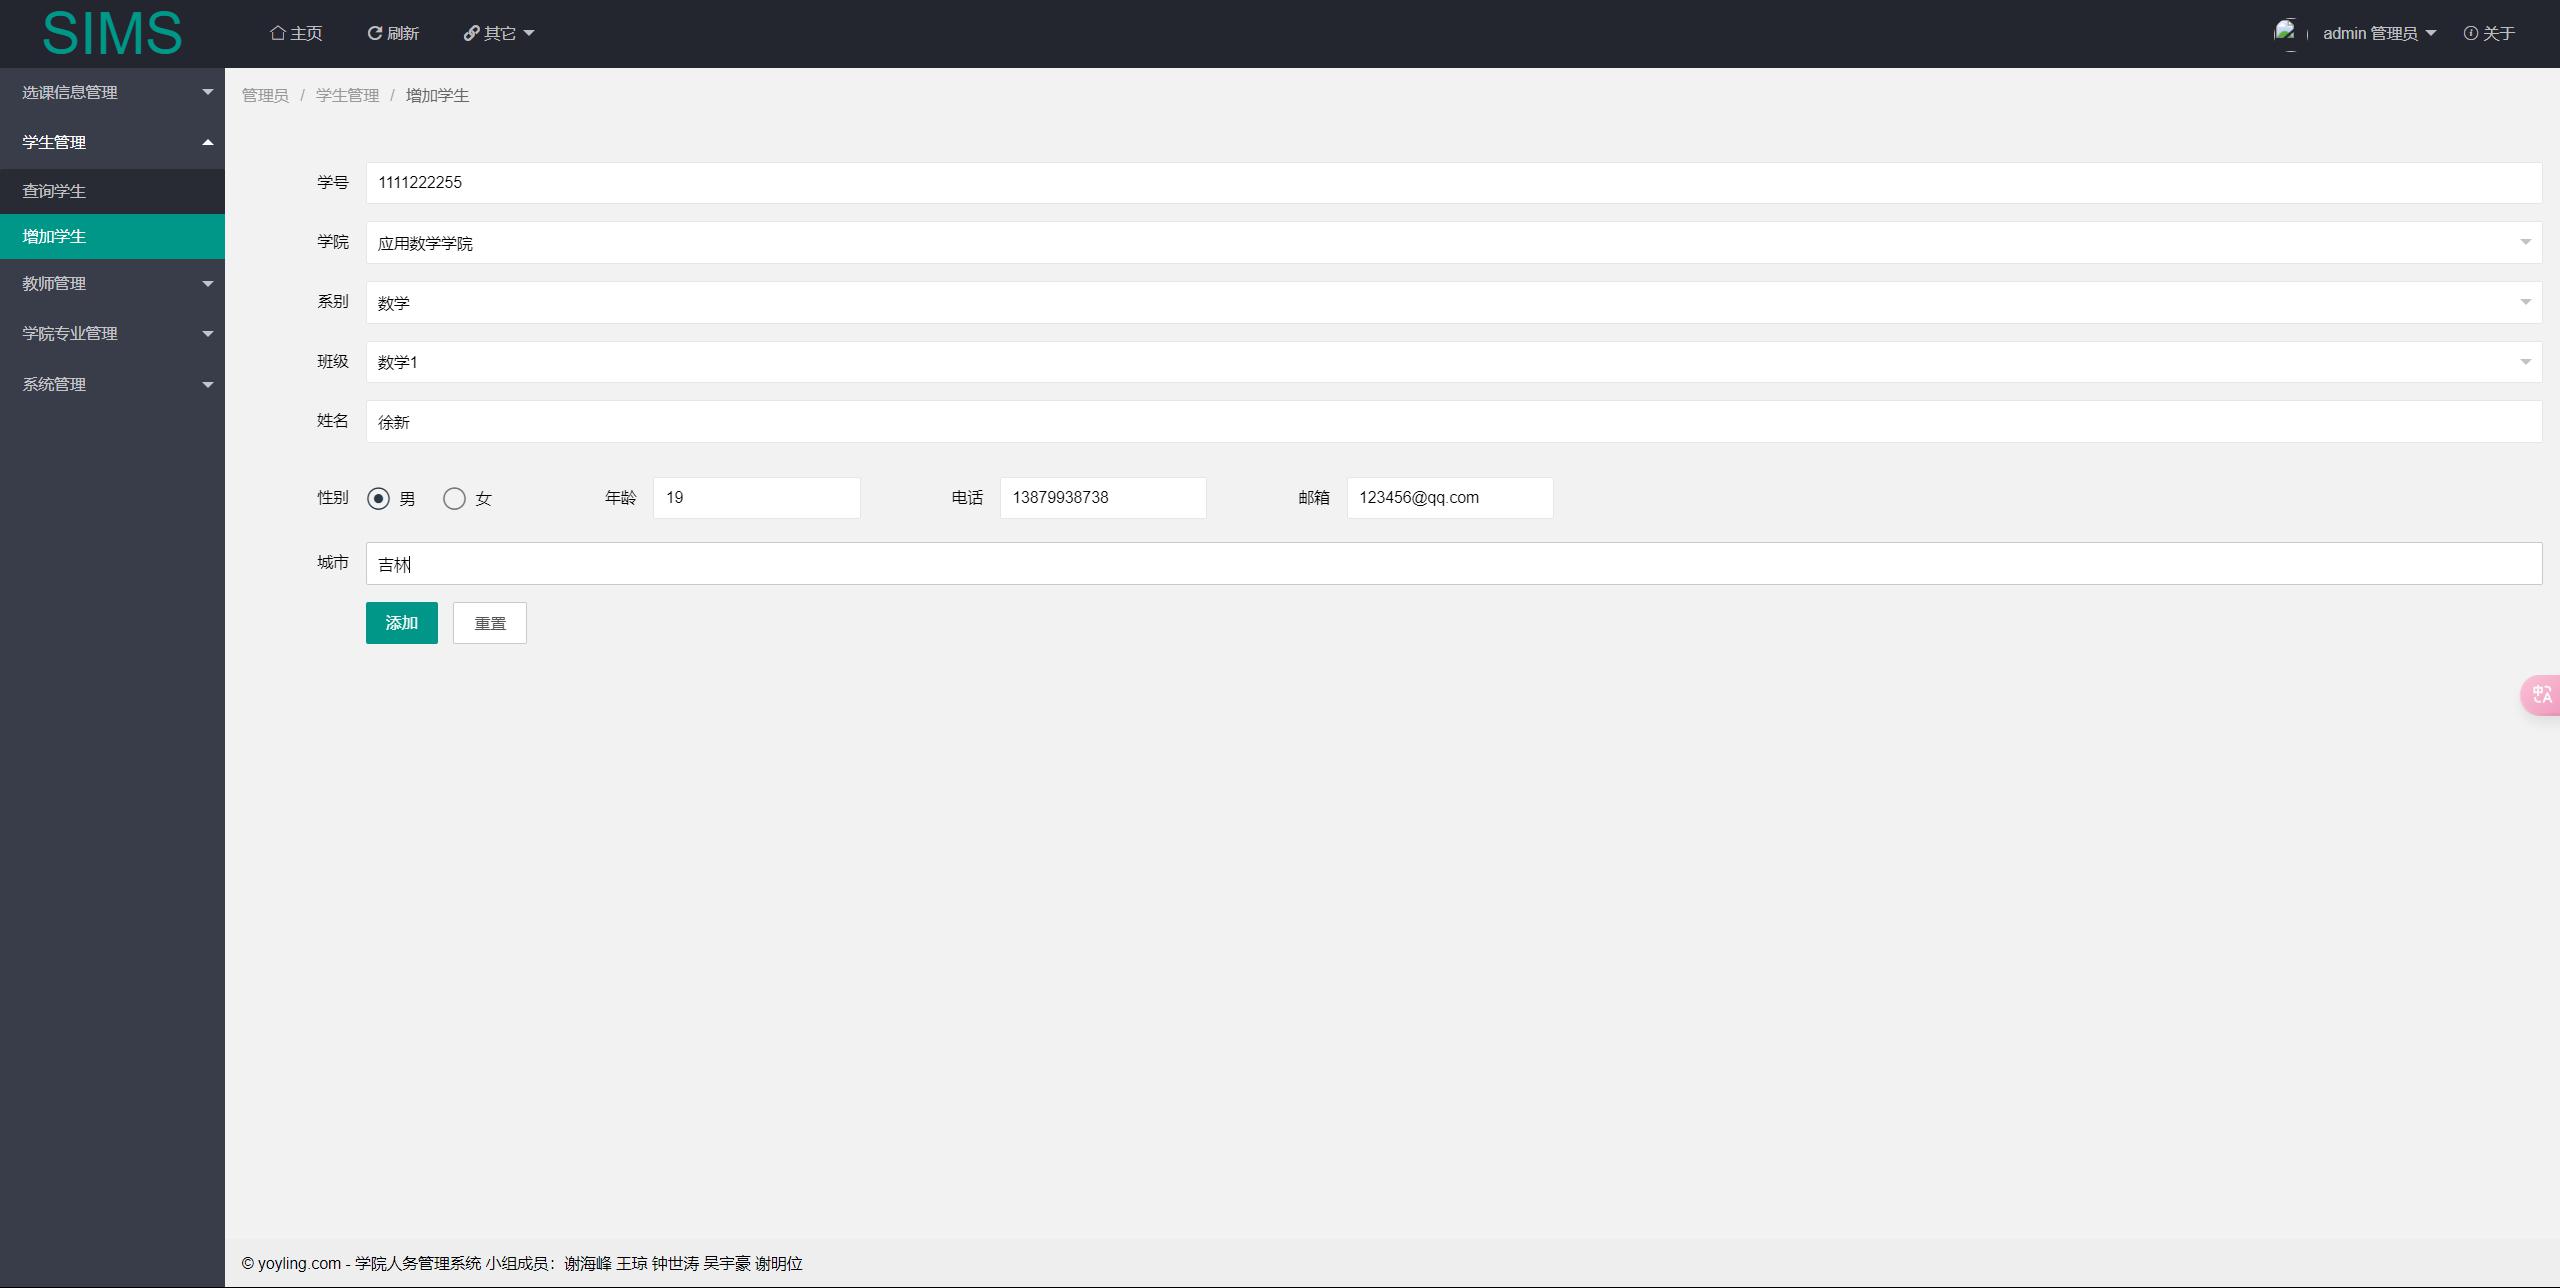 SIMS 主页 刷新 其它 admin 管理员 关于
选课信息管理
学生管理
查询学生
增加学生
教师管理
学院专业管理
系统管理
管理员 / 学生管理 / 增加学生
学号 1111222255
学院 应用数学学院
系别 数学
班级 数学1
姓名 徐新
性别 男 女 年龄 19 电话 13879938738 邮箱 123456@qq.com
城市 吉林
添加 重置
中A
© yoyling.com - 学院人务管理系统 小组成员：谢海峰 王琼 钟世涛 吴宇豪 谢明位